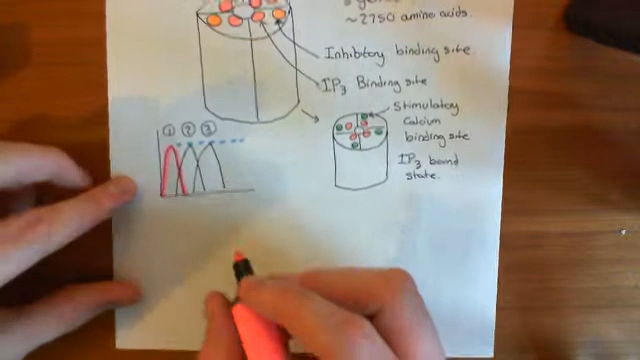 ~2750 amino acids.
Inhibitory binding site
IP3 Binding site
Stimulatory
Calcium
binding site
IP3 bound
state.
① ② ③